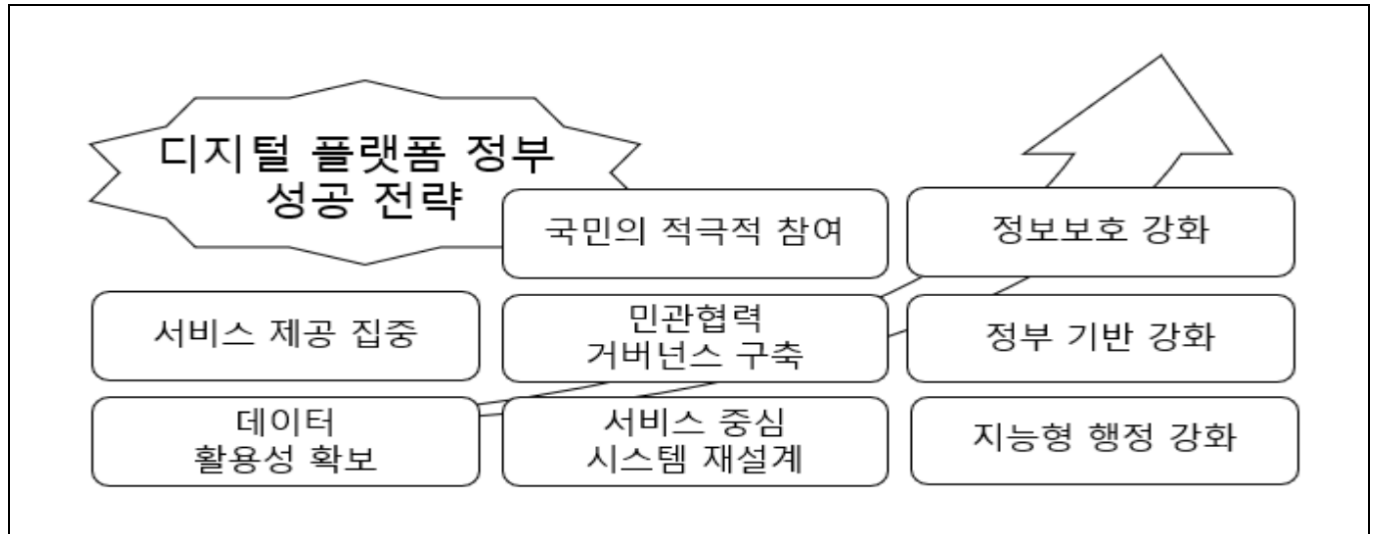 디지털 플랫폼 정부
성공 전략
국민의 적극적 참여
정보보호 강화
서비스 제공 집중
민관협력
거버넌스 구축
정부 기반 강화
데이터
활용성 확보
서비스 중심
시스템 재설계
지능형 행정 강화